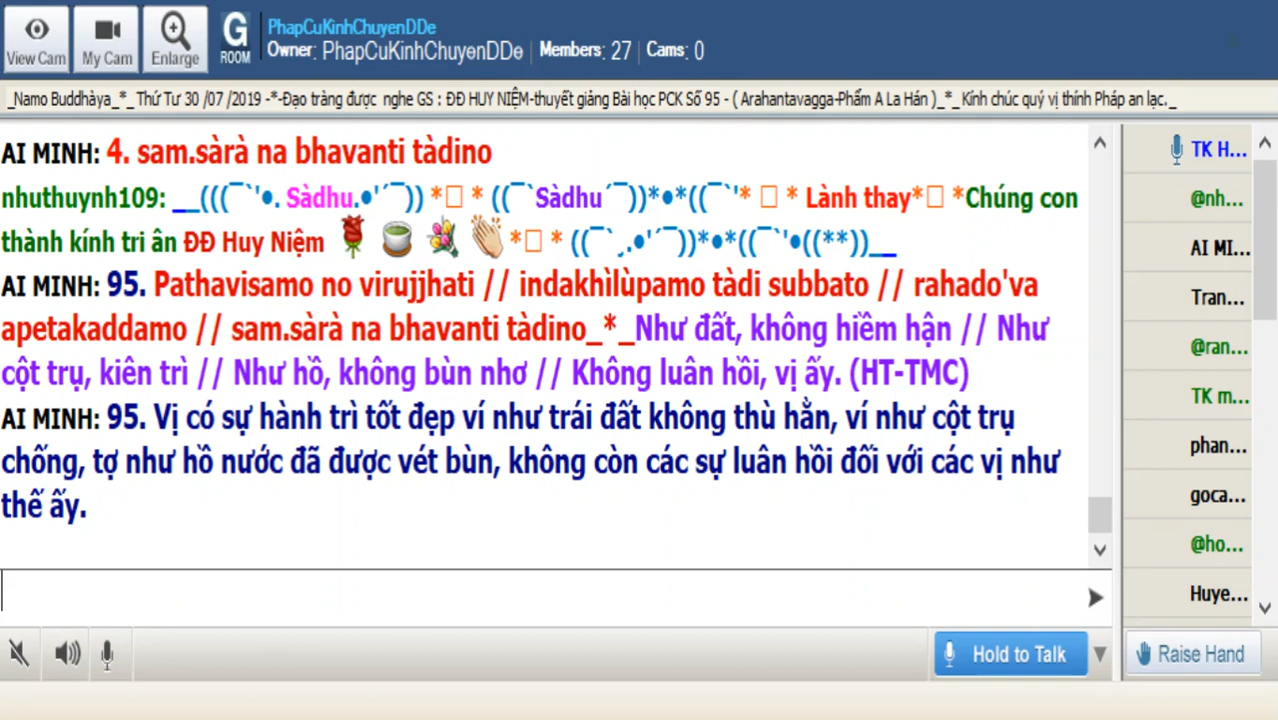 View Cam
My Cam
Enlarge
G
ROOM
PhapCuKinhChuyenDDe
Owner: PhapCuKinhChuyenDDe
Members: 27
Cams: 0
_Namo Buddhàya_*_ Thứ Tư 30 /07 /2019 -*-Đạo tràng được nghe GS : ĐĐ HUY NIỆM-thuyết giảng Bài học PCK Số 95 - ( Arahantavagga-Phẩm A La Hán )_*_ Kính chúc quý vị thính Pháp an lạc._
AI MINH: 4. sam.sàrà na bhavanti tàdino
nhuthuynh109: __(((¯`'•. Sàdhu.•'´¯)) *□ * ((¯`Sàdhu´¯))*•*((¯`'* □ * Lành thay*□ *Chúng con
thành kính tri ân ĐĐ Huy Niệm *□ * ((¯`¸.•'´¯))*•*((¯`'•((**))__
AI MINH: 95. Pathavisamo no virujjhati // indakhìlùpamo tàdi subbato // rahado'va
apetakaddamo // sam.sàrà na bhavanti tàdino_*_Như đất, không hiềm hận // Như
cột trụ, kiên trì // Như hồ, không bùn nhơ // Không luân hồi, vị ấy. (HT-TMC)
AI MINH: 95. Vị có sự hành trì tốt đẹp ví như trái đất không thù hằn, ví như cột trụ
chống, tợ như hồ nước đã được vét bùn, không còn các sự luân hồi đối với các vị như
thế ấy.
TK H...
@nh...
AI MI...
Tran...
@ran...
TK m...
phan...
goca...
@ho...
Huye...
Hold to Talk
Raise Hand